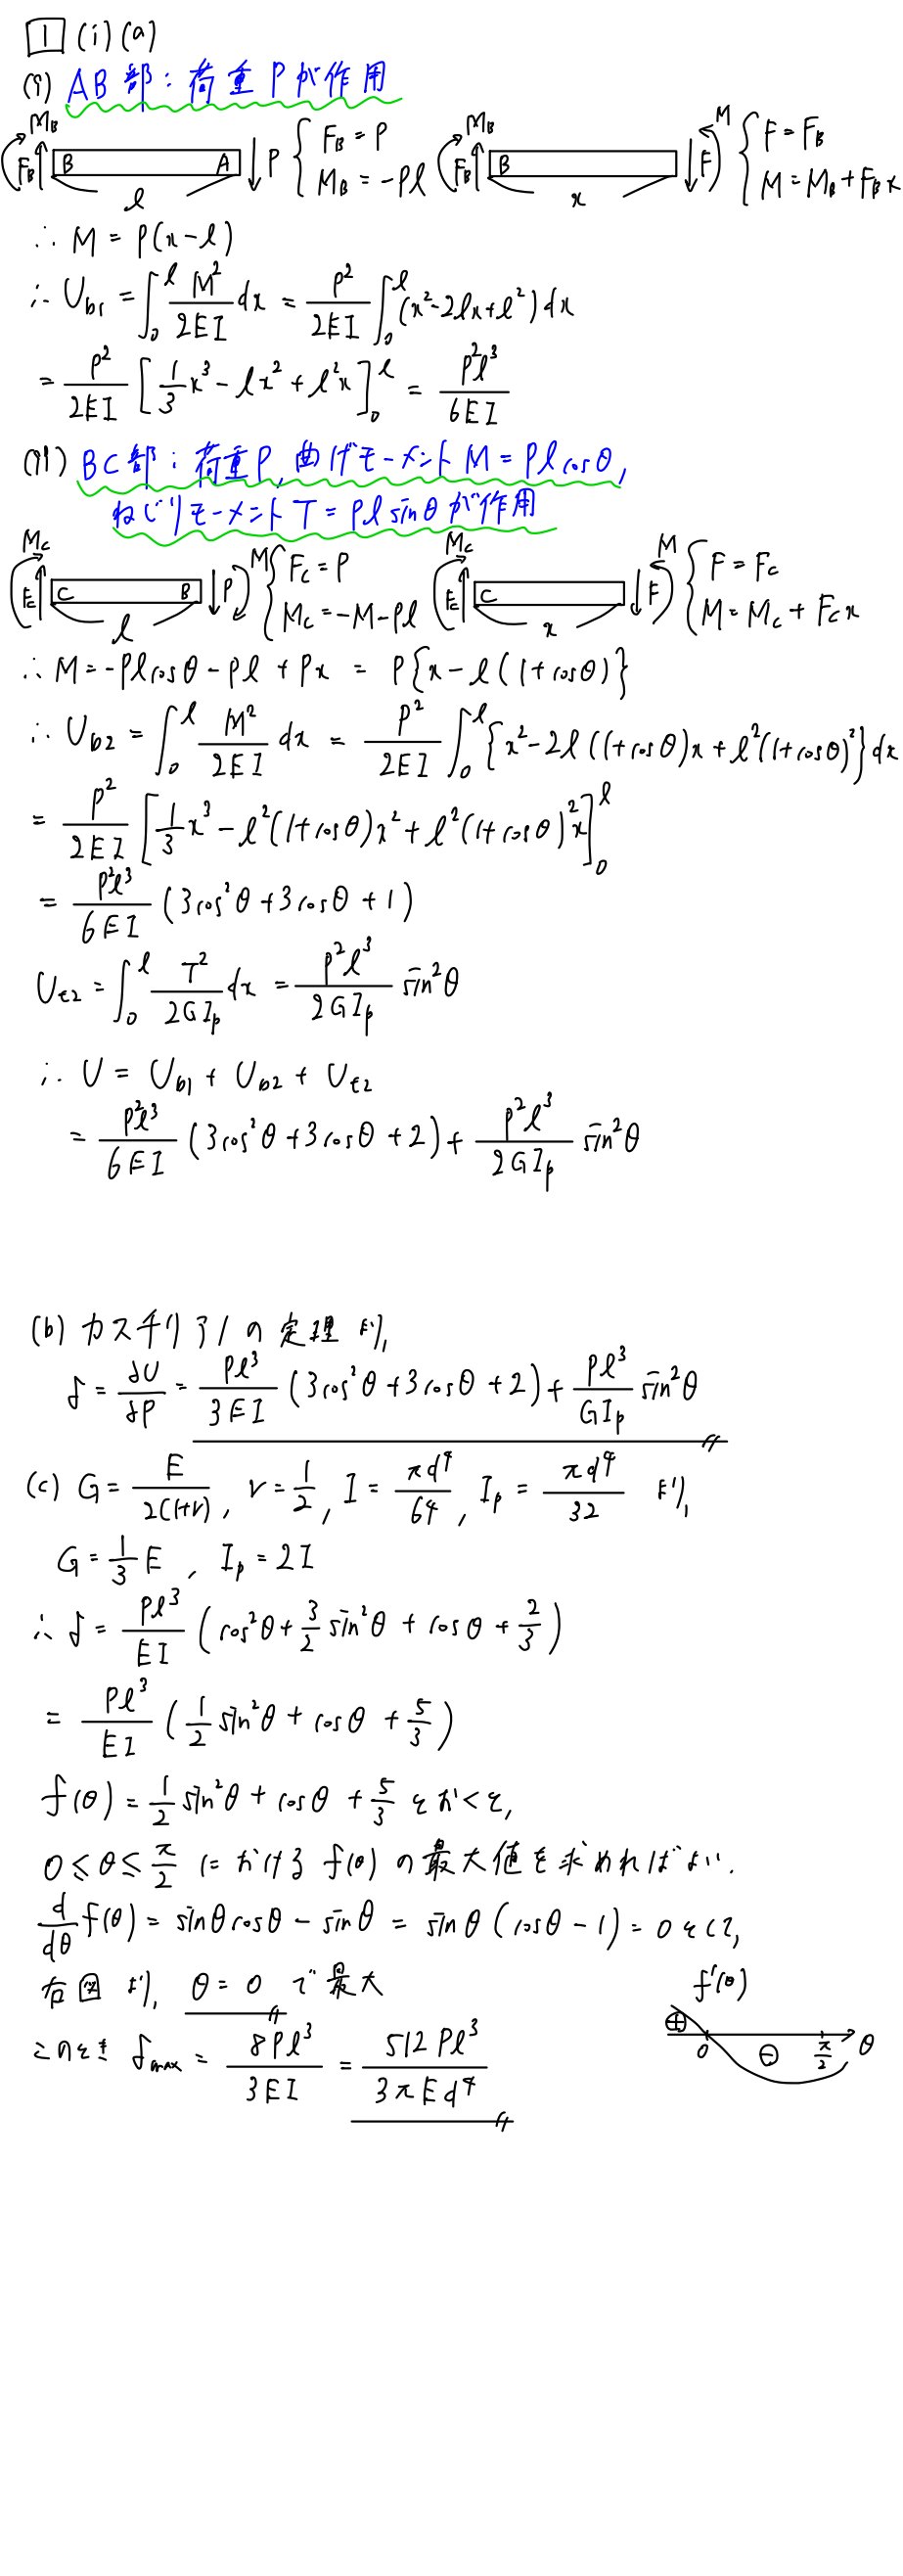 1 (i) (a)
(i) AB部：荷重Pが作用
M_B F_B B A l P { F_B = P, M_B = -Pl M_B F_B B x F M { F = F_B, M = M_B + F_B x
∴ M = P(x-l)
∴ U_b1 = ∫_0^l M²/2EI dx = P²/2EI ∫_0^l (x²-2lx+l²)dx
= P²/2EI [1/3 x³ - lx² + l²x]_0^l = P²l³/6EI
(ii) BC部：荷重P, 曲げモーメントM = Pl cosθ,
ねじりモーメントT = Pl sinθが作用
M_C F_C C B l P M { F_C = P, M_C = -M-Pl M_C F_C C x F M { F = F_C, M = M_C + F_C x
∴ M = -Pl cosθ - Pl + Px = P{x-l(1+cosθ)}
∴ U_b2 = ∫_0^l M²/2EI dx = P²/2EI ∫_0^l {x²-2l(1+cosθ)x+l²(1+cosθ)²}dx
= P²/2EI [1/3 x³ - l²(1+cosθ)x² + l²(1+cosθ)²x]_0^l
= P²l³/6EI (3cos²θ+3cosθ+1)
U_t2 = ∫_0^l T²/2GI_p dx = P²l³/2GI_p sin²θ
∴ U = U_b1 + U_b2 + U_t2
= P²l³/6EI (3cos²θ+3cosθ+2) + P²l³/2GI_p sin²θ
(b) カスチリアノの定理より,
δ = ∂U/∂P = Pl³/3EI (3cos²θ+3cosθ+2) + Pl³/GI_p sin²θ
(c) G = E/2(1+ν), ν = 1/2, I = πd⁴/64, I_p = πd⁴/32 より,
G = 1/3 E, I_p = 2I
∴ δ = Pl³/EI (cos²θ + 3/2 sin²θ + cosθ + 2/3)
= Pl³/EI (1/2 sin²θ + cosθ + 5/3)
f(θ) = 1/2 sin²θ + cosθ + 5/3 とおくと,
0 ≤ θ ≤ π/2 における f(θ) の最大値を求めればよい.
d/dθ f(θ) = sinθcosθ - sinθ = sinθ(cosθ-1) = 0 として,
右図より, θ = 0 で最大
f'(θ) ⊕ 0 ⊖ π/2 θ
このとき δ_max = 8Pl³/3EI = 512Pl³/3πEd⁴